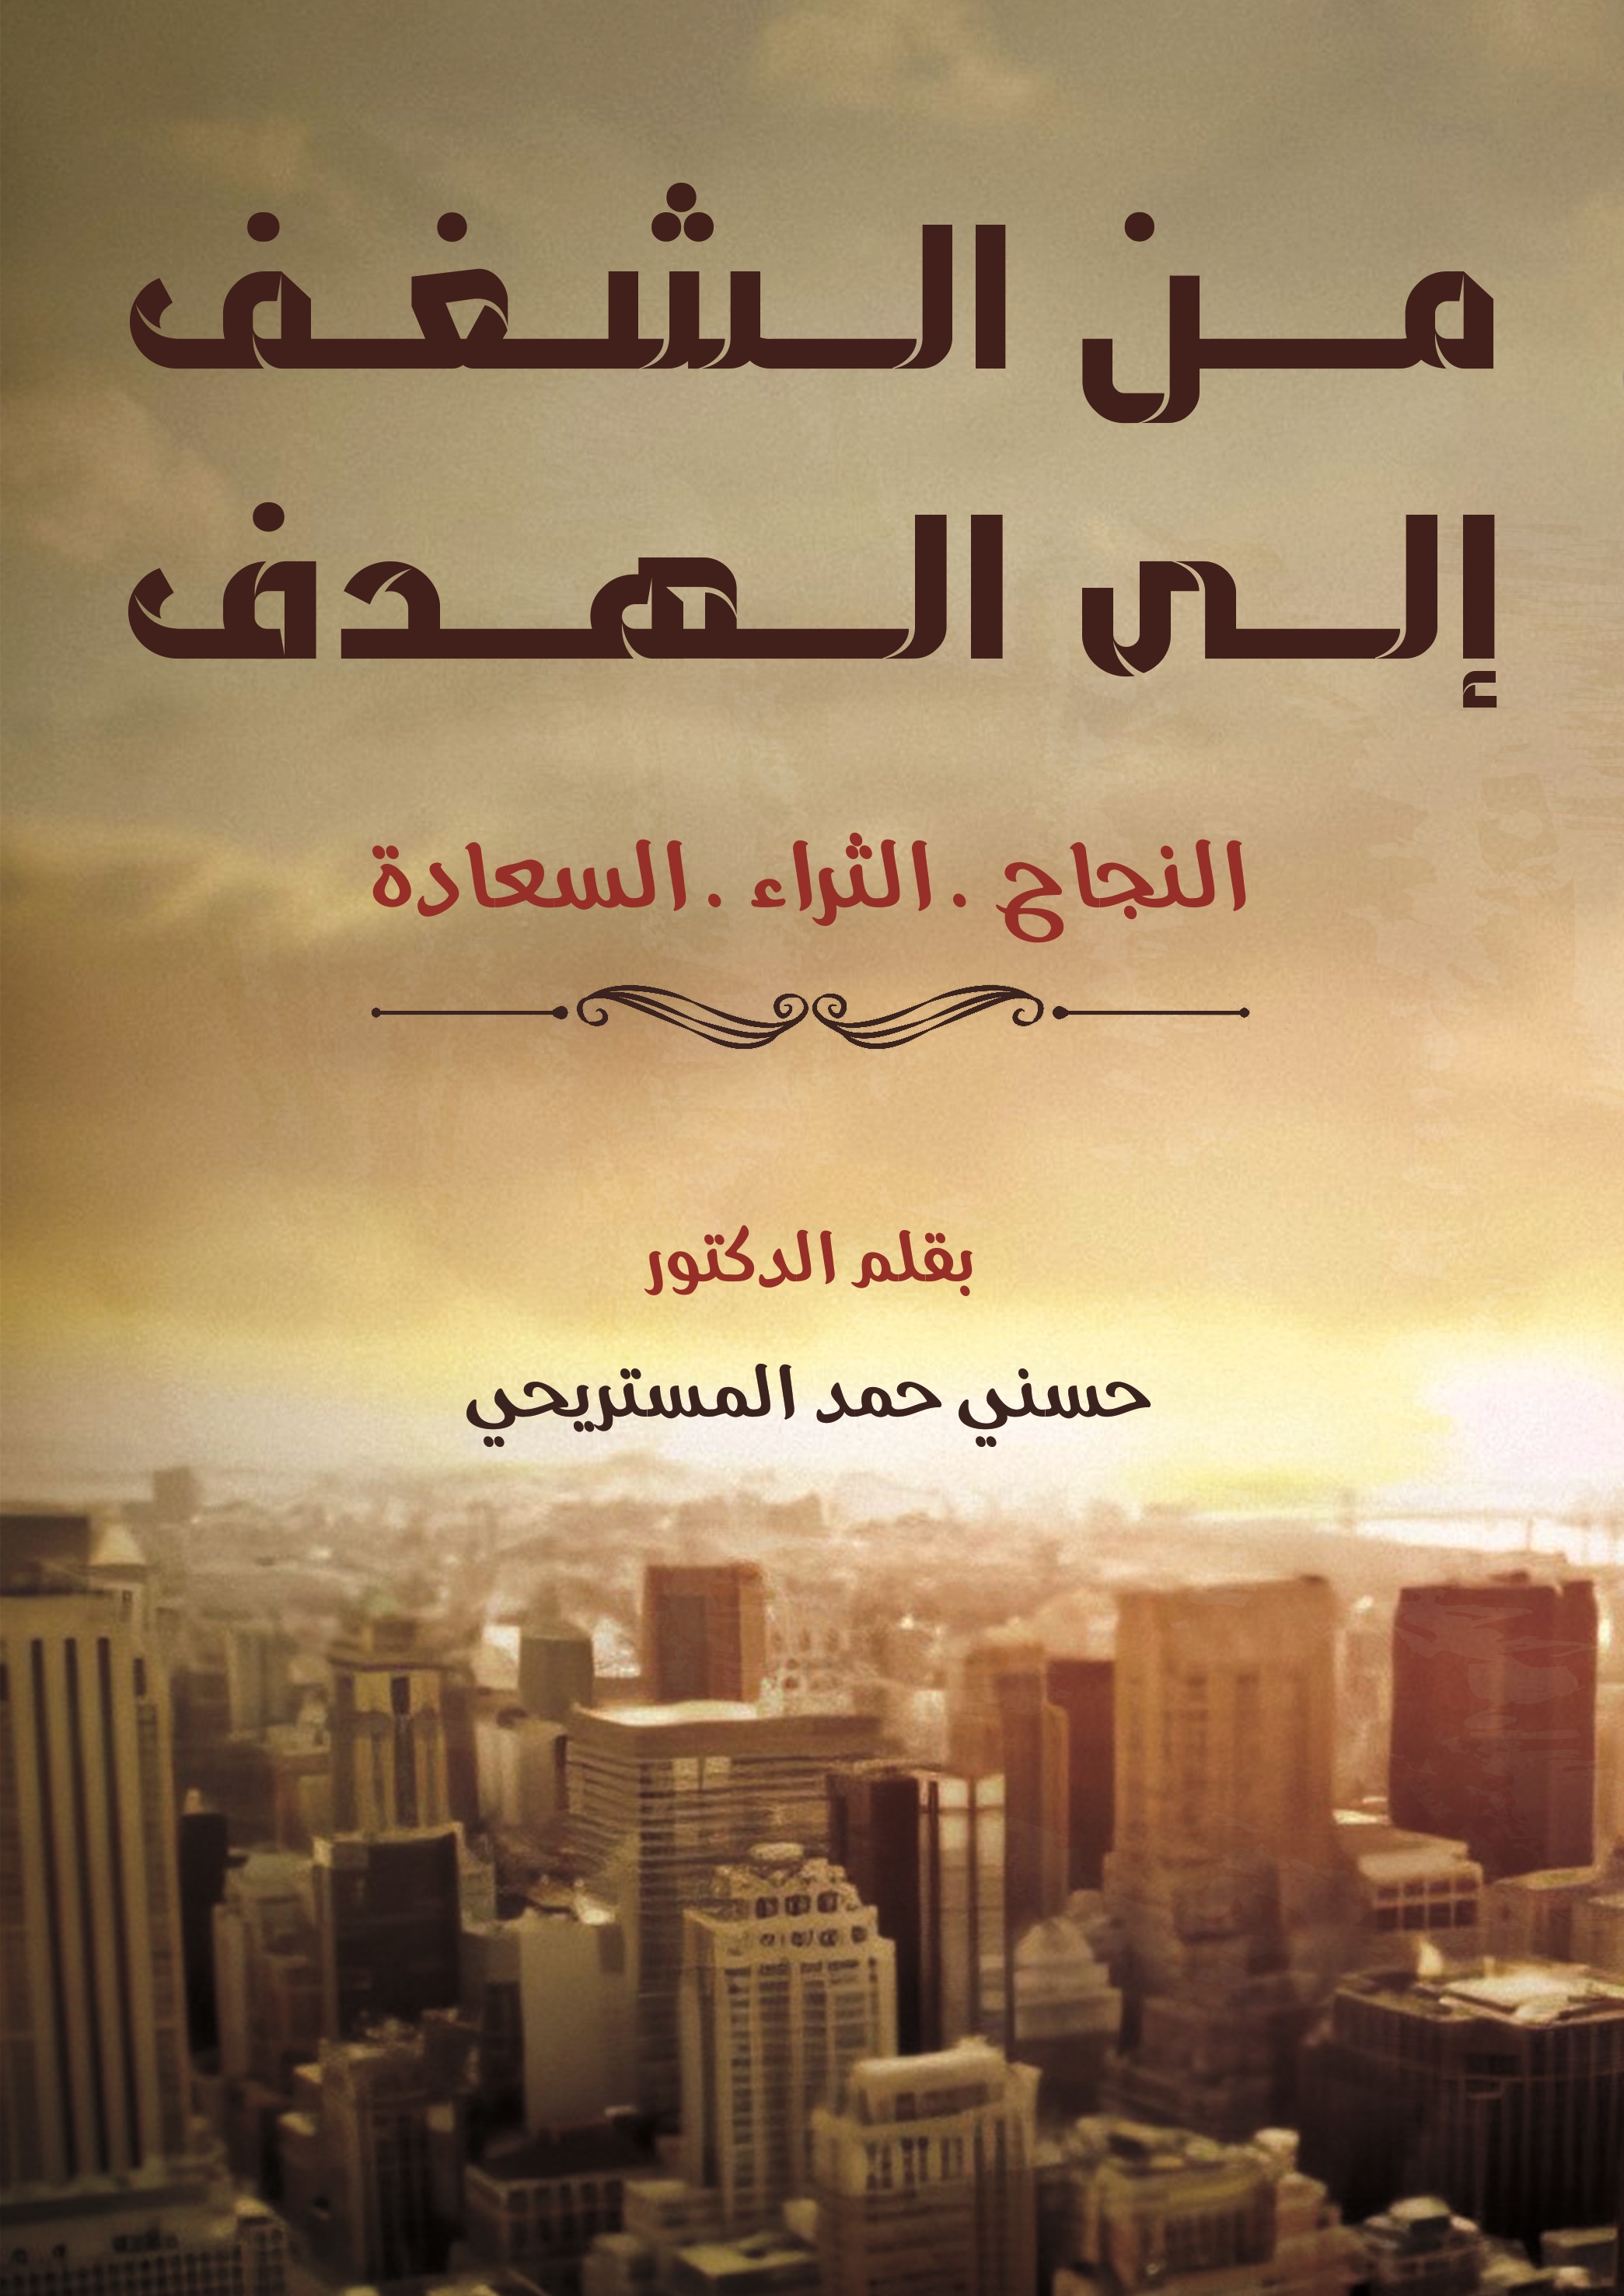 من الشغف
إلى الهدف
النجاح . الثراء . السعادة
بقلم الدكتور
حسني حمد المستريحي